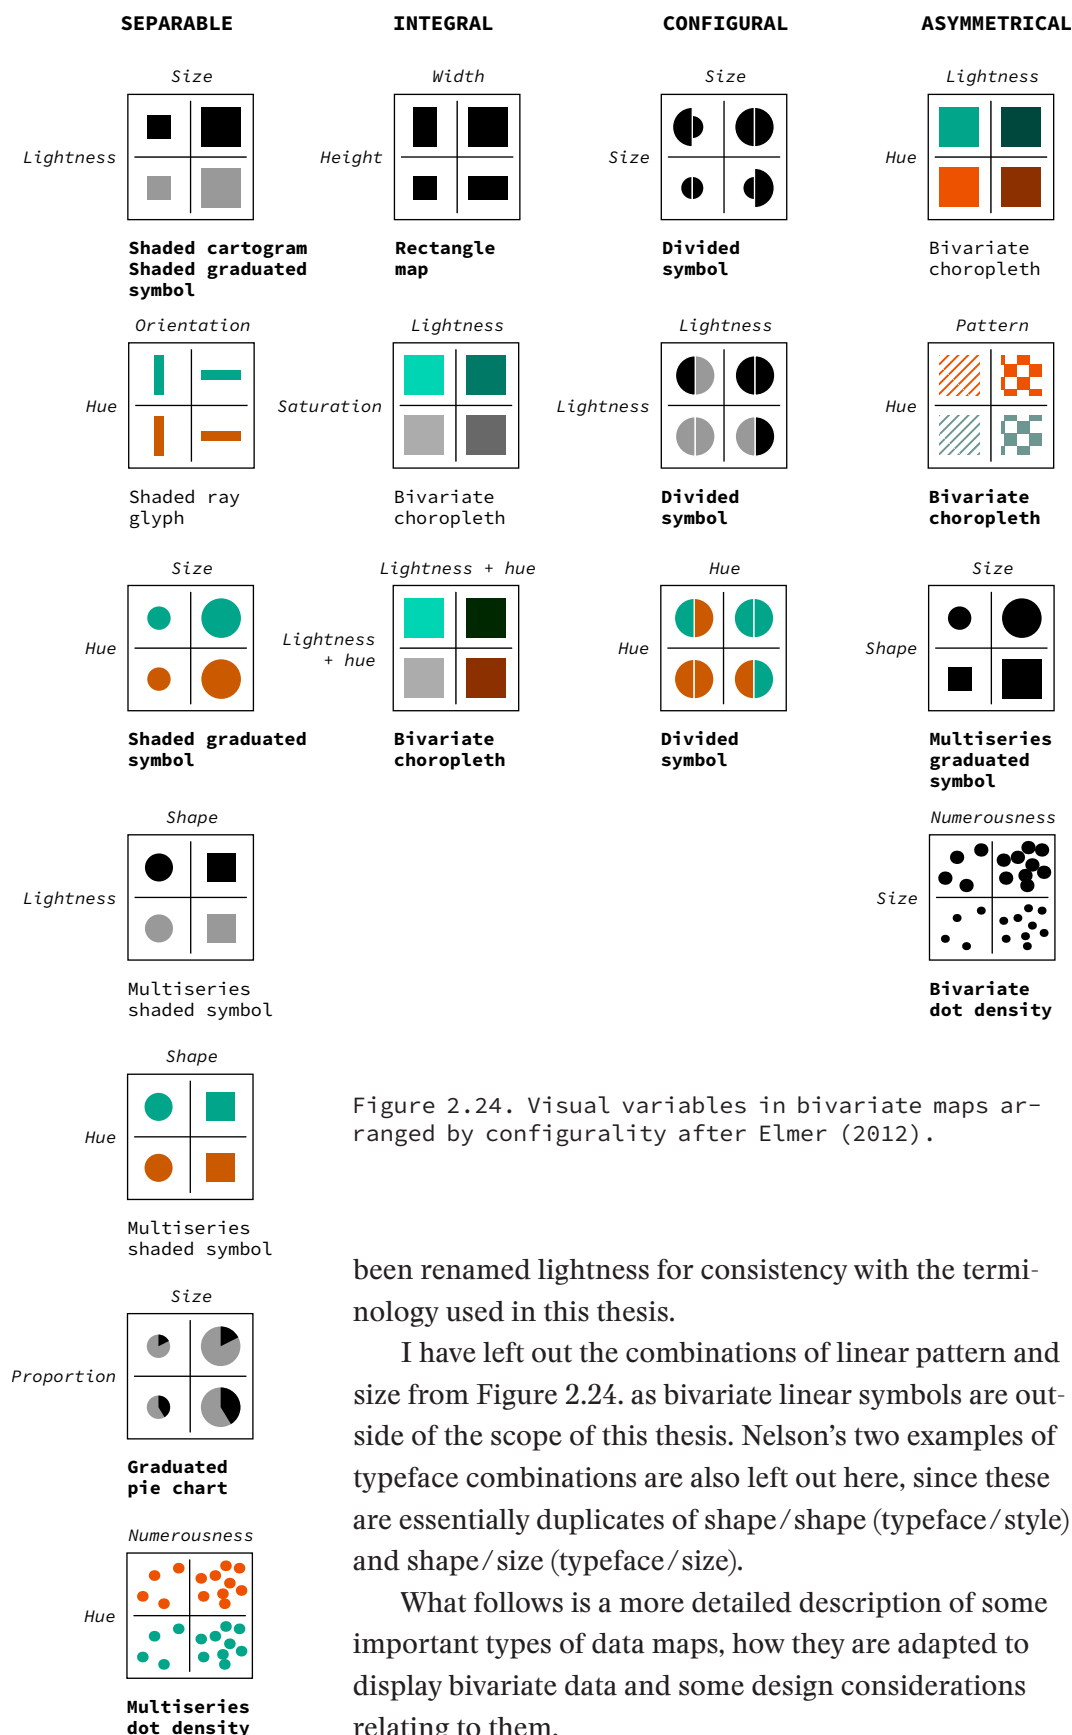 SEPARABLE INTEGRAL CONFIGURAL ASYMMETRICAL
Size Width Size Lightness
Lightness Height Size Hue
Shaded cartogram Rectangle Divided Bivariate
Shaded graduated map symbol choropleth
symbol
Orientation Lightness Lightness Pattern
Hue Saturation Lightness Hue
Shaded ray Bivariate Divided Bivariate
glyph choropleth symbol choropleth
Size Lightness + hue Hue Size
Hue Lightness Hue Shape
+ hue
Shaded graduated Bivariate Divided Multiseries
symbol choropleth symbol graduated
symbol
Shape Numerousness
Lightness Size
Multiseries Bivariate
shaded symbol dot density
Shape
Hue
Multiseries
shaded symbol
Size
Proportion
Graduated
pie chart
Numerousness
Hue
Multiseries
dot density
Figure 2.24. Visual variables in bivariate maps ar-
ranged by configurality after Elmer (2012).
been renamed lightness for consistency with the termi-
nology used in this thesis.
I have left out the combinations of linear pattern and
size from Figure 2.24. as bivariate linear symbols are out-
side of the scope of this thesis. Nelson’s two examples of
typeface combinations are also left out here, since these
are essentially duplicates of shape/shape (typeface/style)
and shape/size (typeface/size).
What follows is a more detailed description of some
important types of data maps, how they are adapted to
display bivariate data and some design considerations
relating to them.